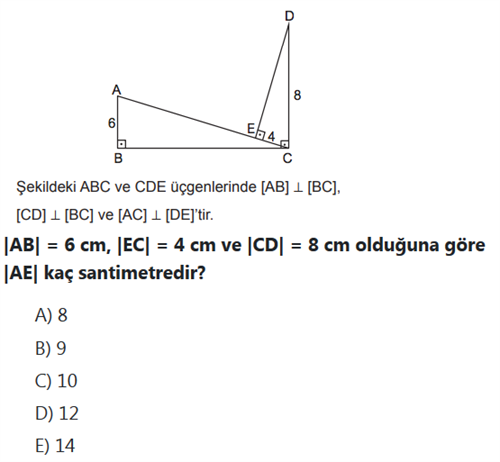 D
A
8
6
E
4
B
C
Şekildeki ABC ve CDE üçgenlerinde [AB] ⊥ [BC],
[CD] ⊥ [BC] ve [AC] ⊥ [DE]'tir.
|AB| = 6 cm, |EC| = 4 cm ve |CD| = 8 cm olduğuna göre
|AE| kaç santimetredir?
A) 8
B) 9
C) 10
D) 12
E) 14